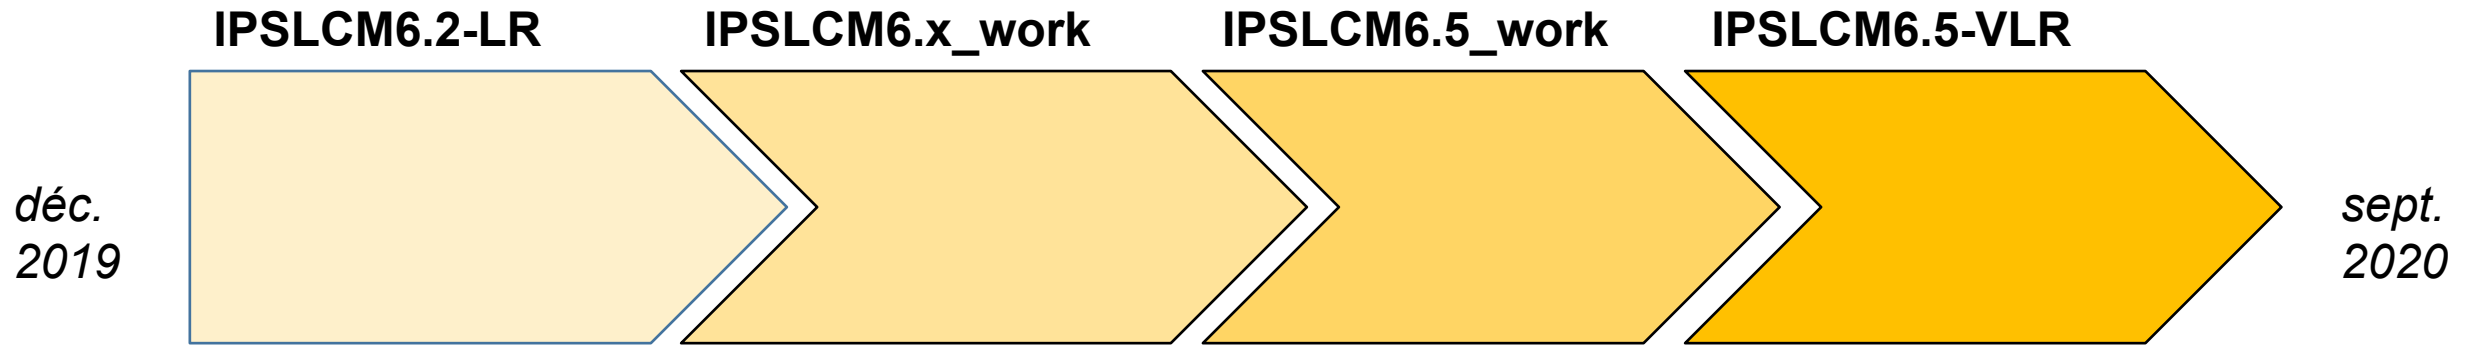 IPSLCM6.2-LR
IPSLCM6.x_work
IPSLCM6.5_work
IPSLCM6.5-VLR
déc.
2019
sept.
2020